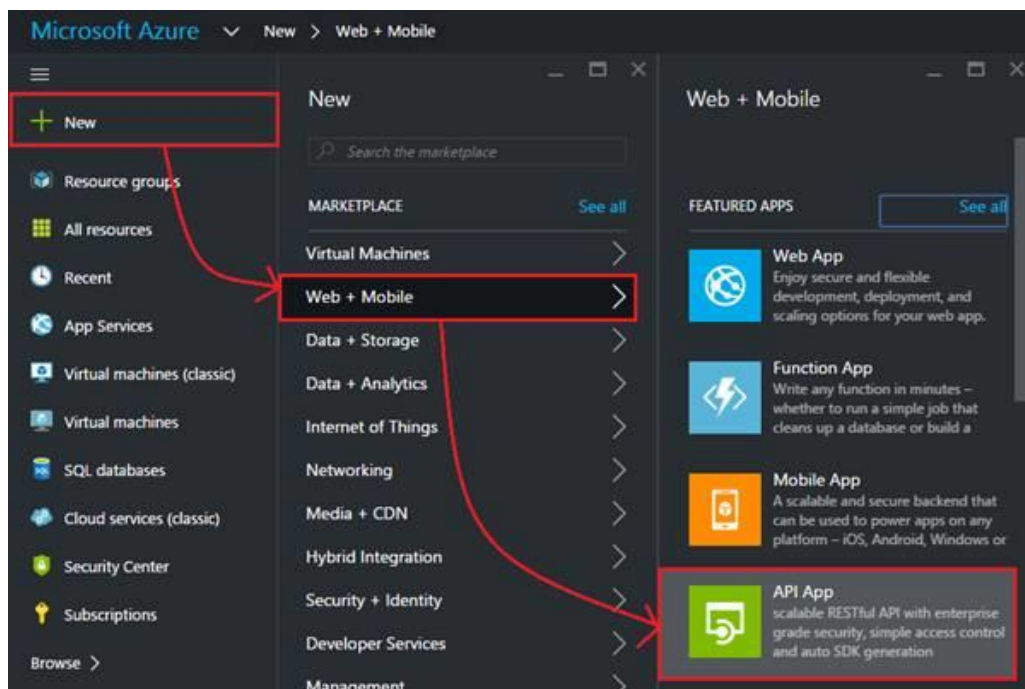 Microsoft Azure New > Web + Mobile
New
Resource groups
All resources
Recent
App Services
Virtual machines (classic)
Virtual machines
SQL databases
Cloud services (classic)
Security Center
Subscriptions
Browse >
New
Search the marketplace
MARKETPLACE See all
Virtual Machines
Web + Mobile
Data + Storage
Data + Analytics
Internet of Things
Networking
Media + CDN
Hybrid Integration
Security + Identity
Developer Services
Management
Web + Mobile
FEATURED APPS See all
Web App
Enjoy secure and flexible
development, deployment, and
scaling options for your web app.
Function App
Write any function in minutes –
whether to run a simple job that
cleans up a database or build a
Mobile App
A scalable and secure backend that
can be used to power apps on any
platform – iOS, Android, Windows or
API App
scalable RESTful API with enterprise
grade security, simple access control
and auto SDK generation